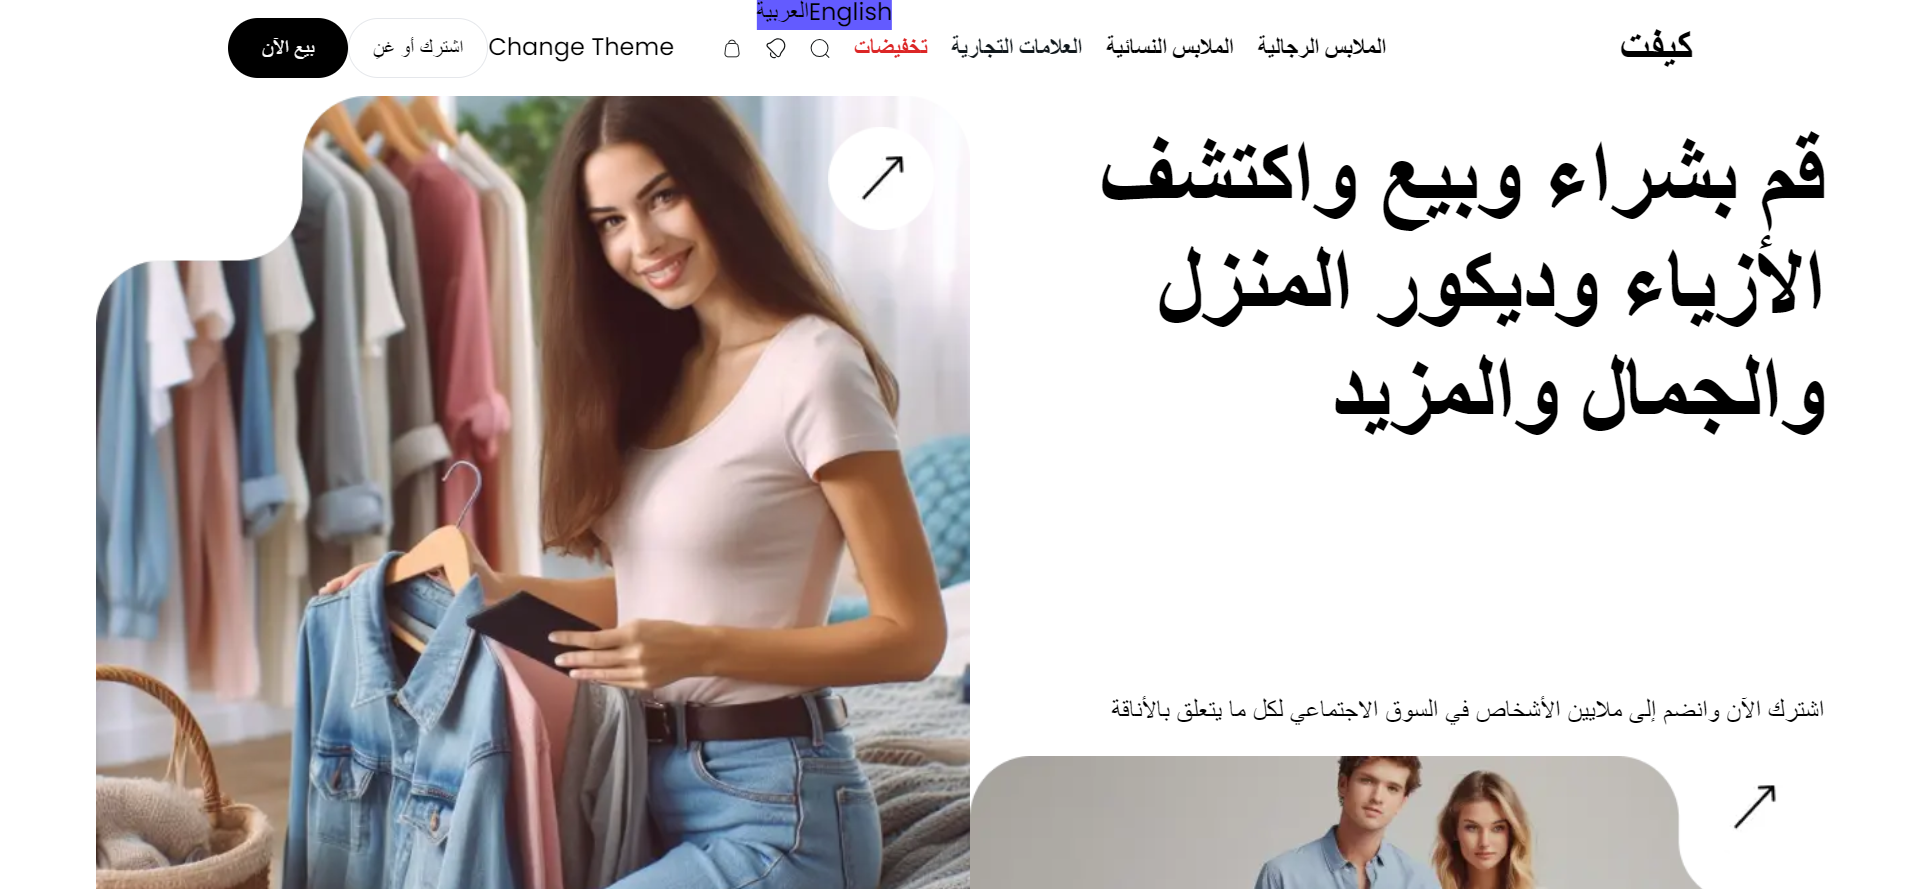 العربيةEnglish
كيفت
الملابس الرجالية
الملابس النسائية
العلامات التجارية
تخفيضات
Change Theme
اشترك أو غنِ
بيع الآن
قم بشراء وبيع واكتشف
الأزياء وديكور المنزل
والجمال والمزيد
اشترك الآن وانضم إلى ملايين الأشخاص في السوق الاجتماعي لكل ما يتعلق بالأناقة